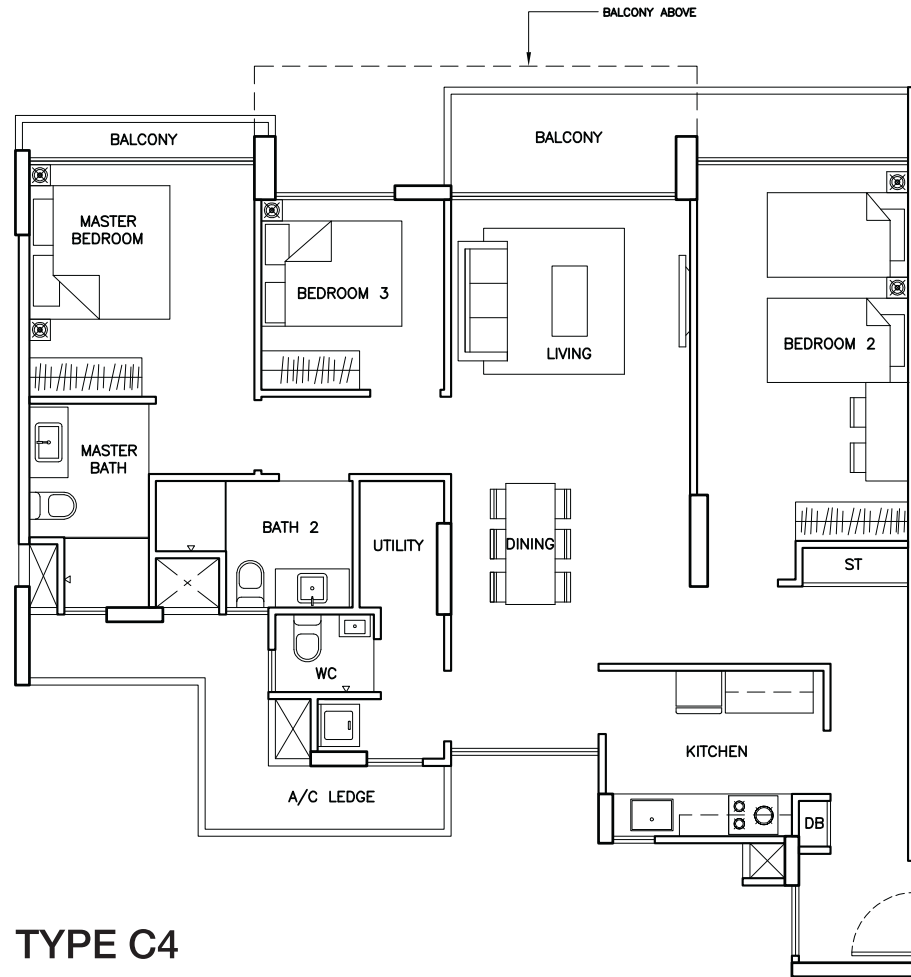 BALCONY ABOVE
BALCONY
BALCONY
MASTER
BEDROOM
BEDROOM 3
LIVING
BEDROOM 2
MASTER
BATH
BATH 2
UTILITY
DINING
ST
WC
KITCHEN
A/C LEDGE
DB
TYPE C4